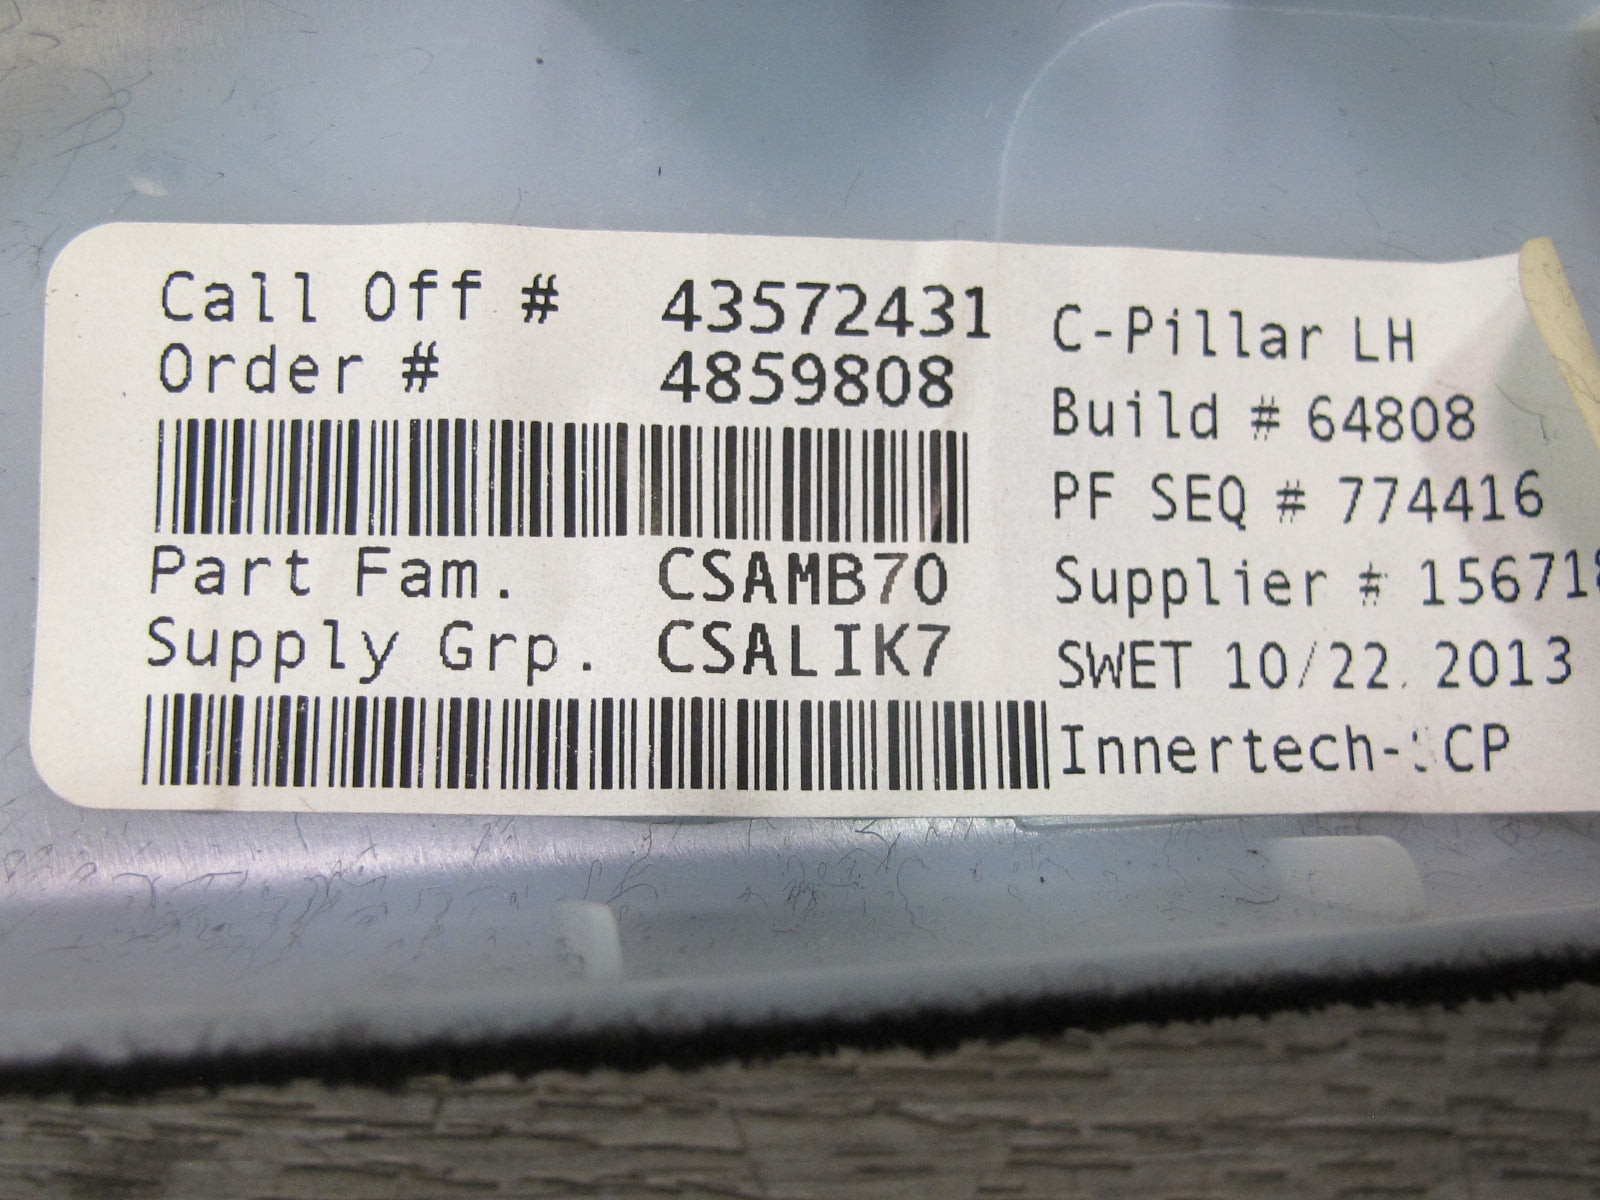 Call Off # 43572431
Order # 4859808
Part Fam. CSAMB70
Supply Grp. CSALIK7
C-Pillar LH
Build # 64808
PF SEQ # 774416
Supplier #
SWET 10/22 2013